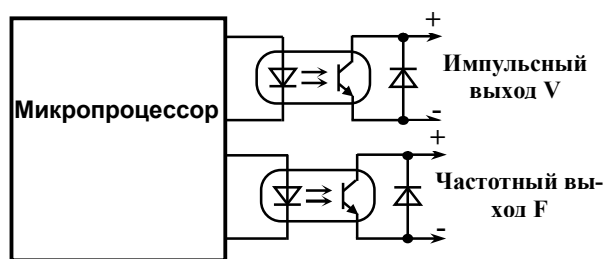 +
Импульсный
выход V
Микропроцессор
-
+
Частотный вы-
ход F
-